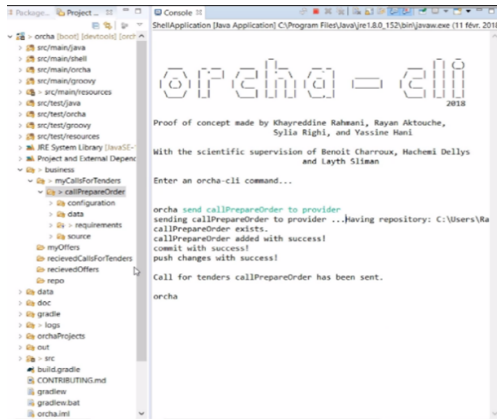 Package...
Project ...
orcha [boot] [devtools] [orch
src/main/java
src/main/shell
src/main/orcha
src/main/groovy
> src/main/resources
src/test/java
src/test/orcha
src/test/groovy
src/test/resources
JRE System Library [JavaSE-
Project and External Depend
> business
> myCallsForTenders
> callPrepareOrder
> configuration
> data
> requirements
> source
myOffers
recievedCallsForTenders
recievedOffers
repo
data
doc
gradle
> logs
orchaProjects
out
> src
build.gradle
CONTRIBUTING.md
gradlew
gradlew.bat
orcha.iml
Console
ShellApplication [Java Application] C:\Program Files\Java\jre1.8.0_152\bin\javaw.exe (11 févr. 2018
orcha-cli
2018
Proof of concept made by Khayreddine Rahmani, Rayan Aktouche,
Sylia Righi, and Yassine Hani
With the scientific supervision of Benoit Charroux, Hachemi Dellys
and Layth Sliman
Enter an orcha-cli command...
orcha send callPrepareOrder to provider
sending callPrepareOrder to provider ...Having repository: C:\Users\Ra
callPrepareOrder exists.
callPrepareOrder added with success!
commit with success!
push changes with success!
Call for tenders callPrepareOrder has been sent.
orcha